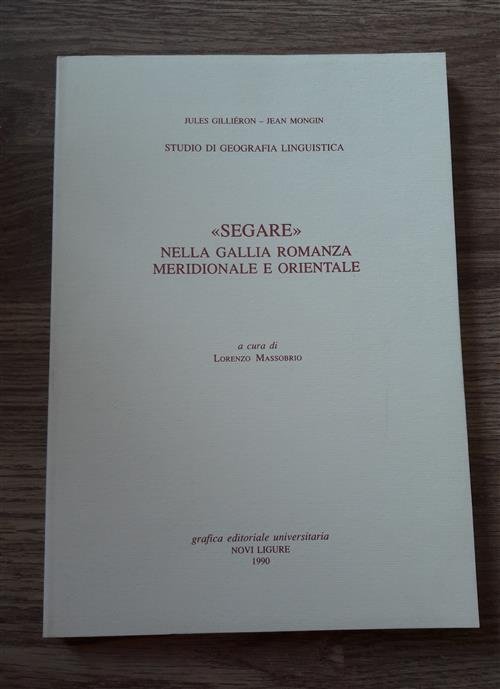 JULES GILLIÉRON – JEAN MONGIN
STUDIO DI GEOGRAFIA LINGUISTICA
«SEGARE»
NELLA GALLIA ROMANZA
MERIDIONALE E ORIENTALE
a cura di
LORENZO MASSOBRIO
grafica editoriale universitaria
NOVI LIGURE
1990